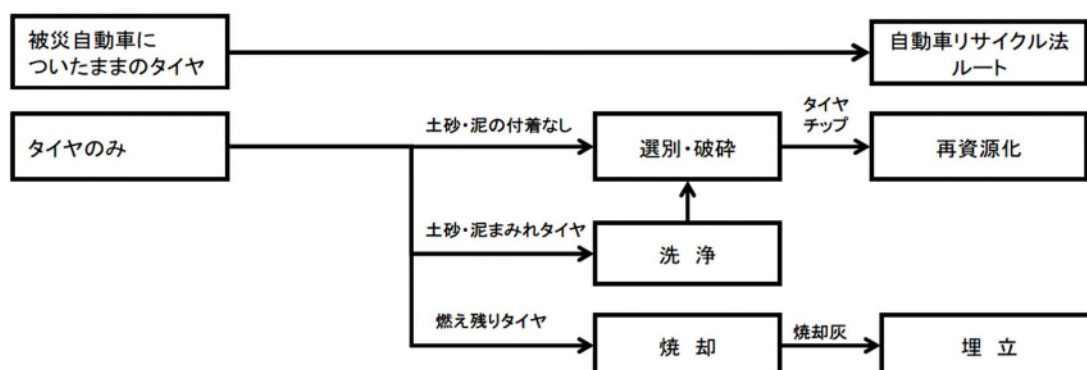 被災自動車に
ついたままのタイヤ
自動車リサイクル法
ルート
タイヤのみ
土砂・泥の付着なし
選別・破砕
タイヤ
チップ
再資源化
土砂・泥まみれタイヤ
洗 浄
燃え残りタイヤ
焼 却
焼却灰
埋 立